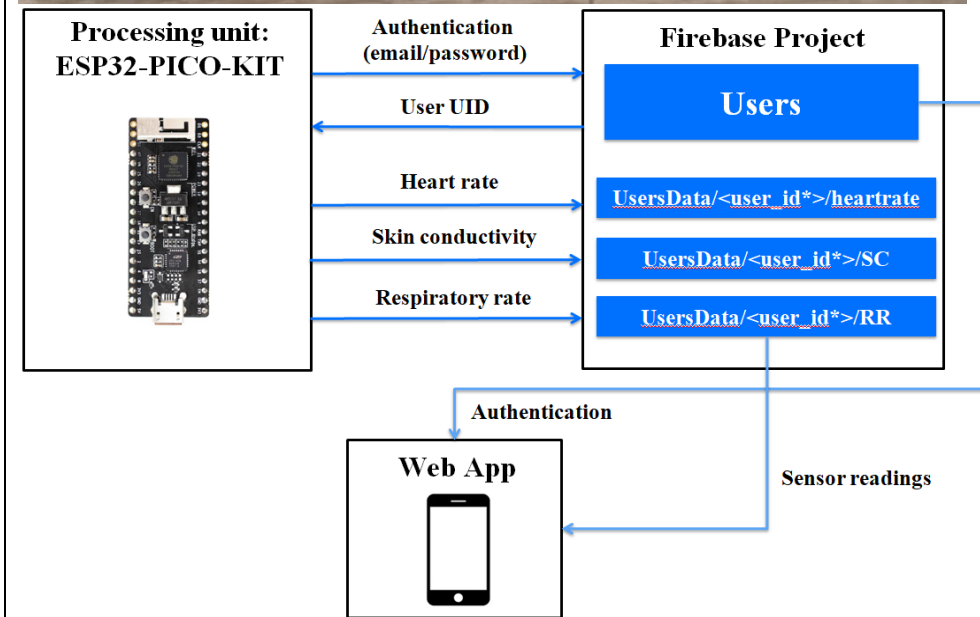 Processing unit:
ESP32-PICO-KIT
Authentication
(email/password)
User UID
Heart rate
Skin conductivity
Respiratory rate
Firebase Project
Users
UsersData/<user_id*>/heartrate
UsersData/<user_id*>/SC
UsersData/<user_id*>/RR
Authentication
Sensor readings
Web App